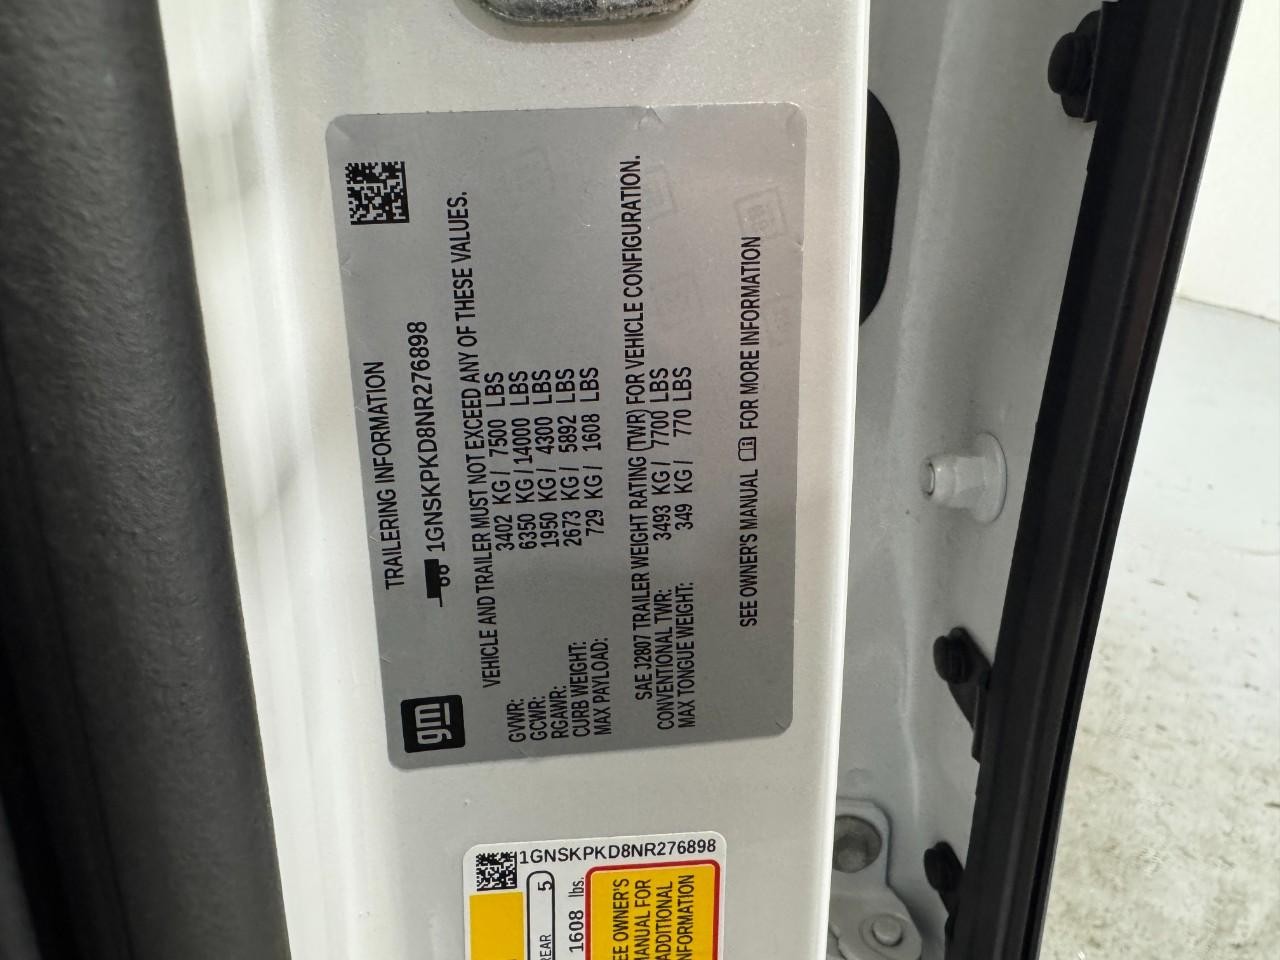 TRAILERING INFORMATION
1GNSKPKD8NR276898
gm
VEHICLE AND TRAILER MUST NOT EXCEED ANY OF THESE VALUES.
GVWR: 3402 KG / 7500 LBS
GCWR: 6350 KG / 14000 LBS
RGAWR: 1950 KG / 4300 LBS
CURB WEIGHT: 2673 KG / 5892 LBS
MAX PAYLOAD: 729 KG / 1608 LBS
SAE J2807 TRAILER WEIGHT RATING (TWR) FOR VEHICLE CONFIGURATION.
CONVENTIONAL TWR: 3493 KG / 7700 LBS
MAX TONGUE WEIGHT: 349 KG / 770 LBS
SEE OWNER'S MANUAL FOR MORE INFORMATION
1GNSKPKD8NR276898
REAR 5
1608 lbs.
SEE OWNER'S
MANUAL FOR
ADDITIONAL
INFORMATION